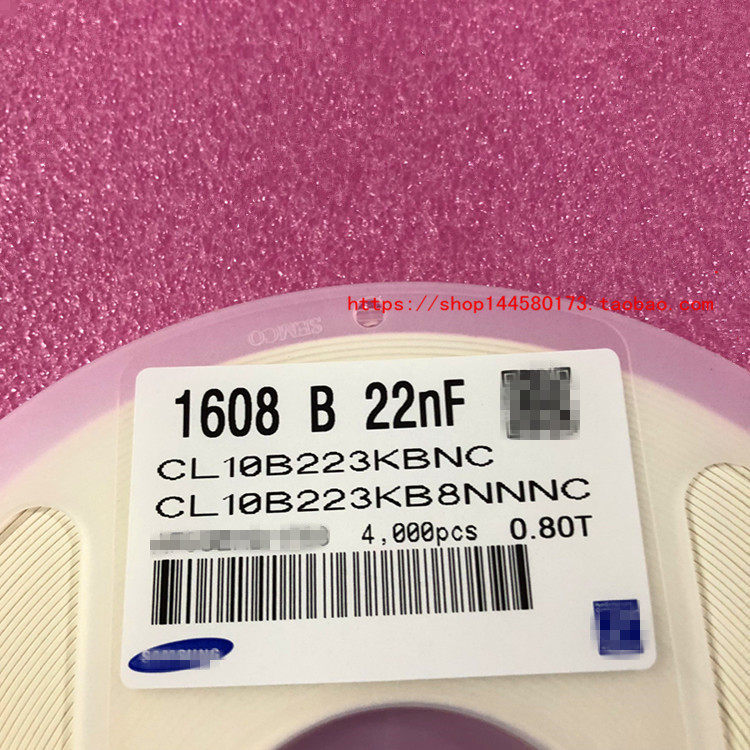 https://shop144580173.taobao.com
SEMCO
1608 B 22nF
CL10B223KBNC
CL10B223KB8NNNC
4,000pcs 0.80T
SAMSUNG